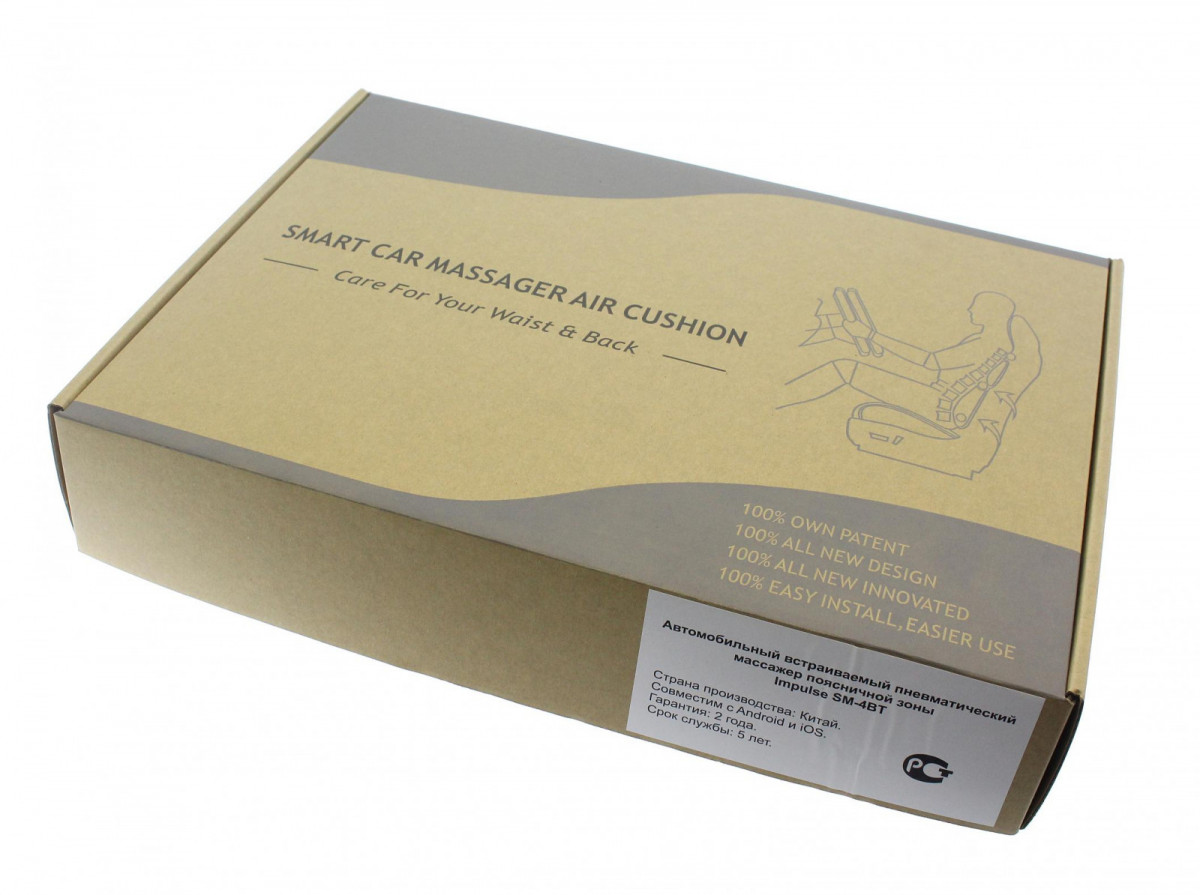 SMART CAR MASSAGER AIR CUSHION
Care For Your Waist & Back
100% OWN PATENT
100% ALL NEW DESIGN
100% ALL NEW INNOVATED
100% EASY INSTALL, EASIER USE
Автомобильный встраиваемый пневматический
массажер поясничной зоны
Impulse SM-4BT
Страна производства: Китай.
Совместим с Android и iOS.
Гарантия: 2 года.
Срок службы: 5 лет.
РСТ